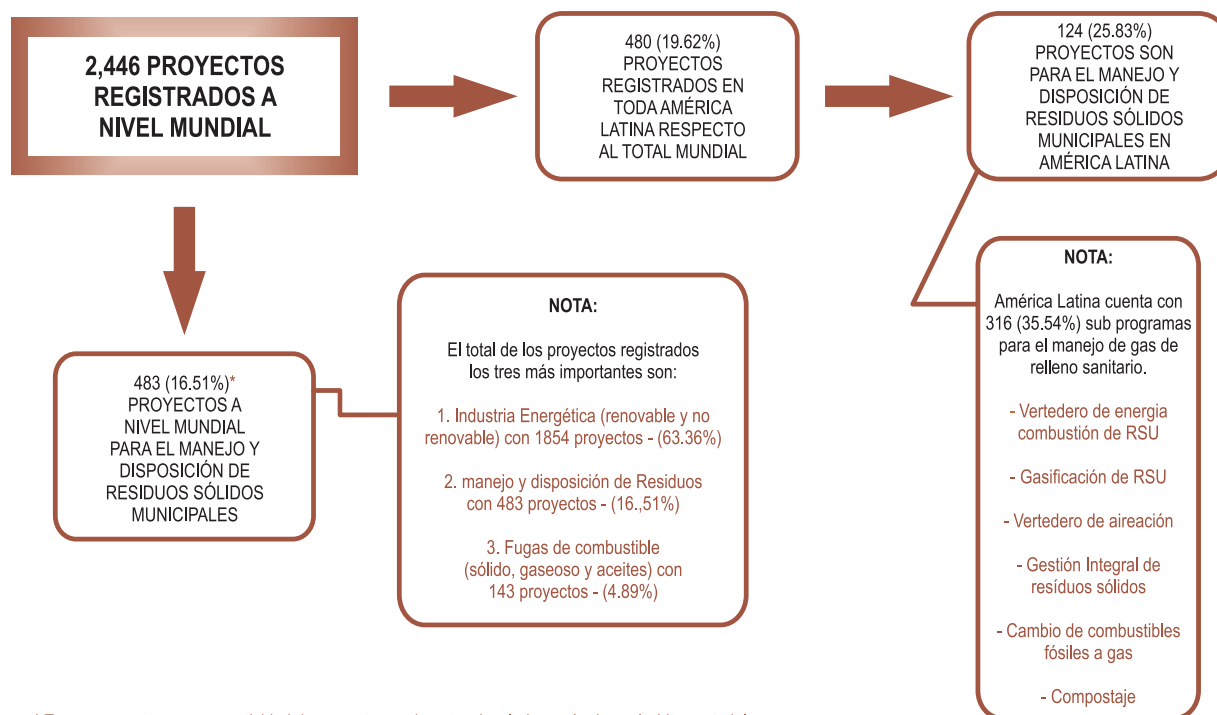 2,446 PROYECTOS
REGISTRADOS A
NIVEL MUNDIAL
480 (19.62%)
PROYECTOS
REGISTRADOS EN
TODA AMÉRICA
LATINA RESPECTO
AL TOTAL MUNDIAL
124 (25.83%)
PROYECTOS SON
PARA EL MANEJO Y
DISPOSICIÓN DE
RESIDUOS SÓLIDOS
MUNICIPALES EN
AMÉRICA LATINA
483 (16.51%)*
PROYECTOS A
NIVEL MUNDIAL
PARA EL MANEJO Y
DISPOSICIÓN DE
RESIDUOS SÓLIDOS
MUNICIPALES
NOTA:
El total de los proyectos registrados
los tres más importantes son:
1. Industria Energética (renovable y no
renovable) con 1854 proyectos - (63.36%)
2. manejo y disposición de Residuos
con 483 proyectos - (16.,51%)
3. Fugas de combustible
(sólido, gaseoso y aceites) con
143 proyectos - (4.89%)
NOTA:
América Latina cuenta con
316 (35.54%) sub programas
para el manejo de gas de
relleno sanitario.
- Vertedero de energia
combustión de RSU
- Gasificación de RSU
- Vertedero de aireación
- Gestión Integral de
resíduos sólidos
- Cambio de combustibles
fósiles a gas
- Compostaje